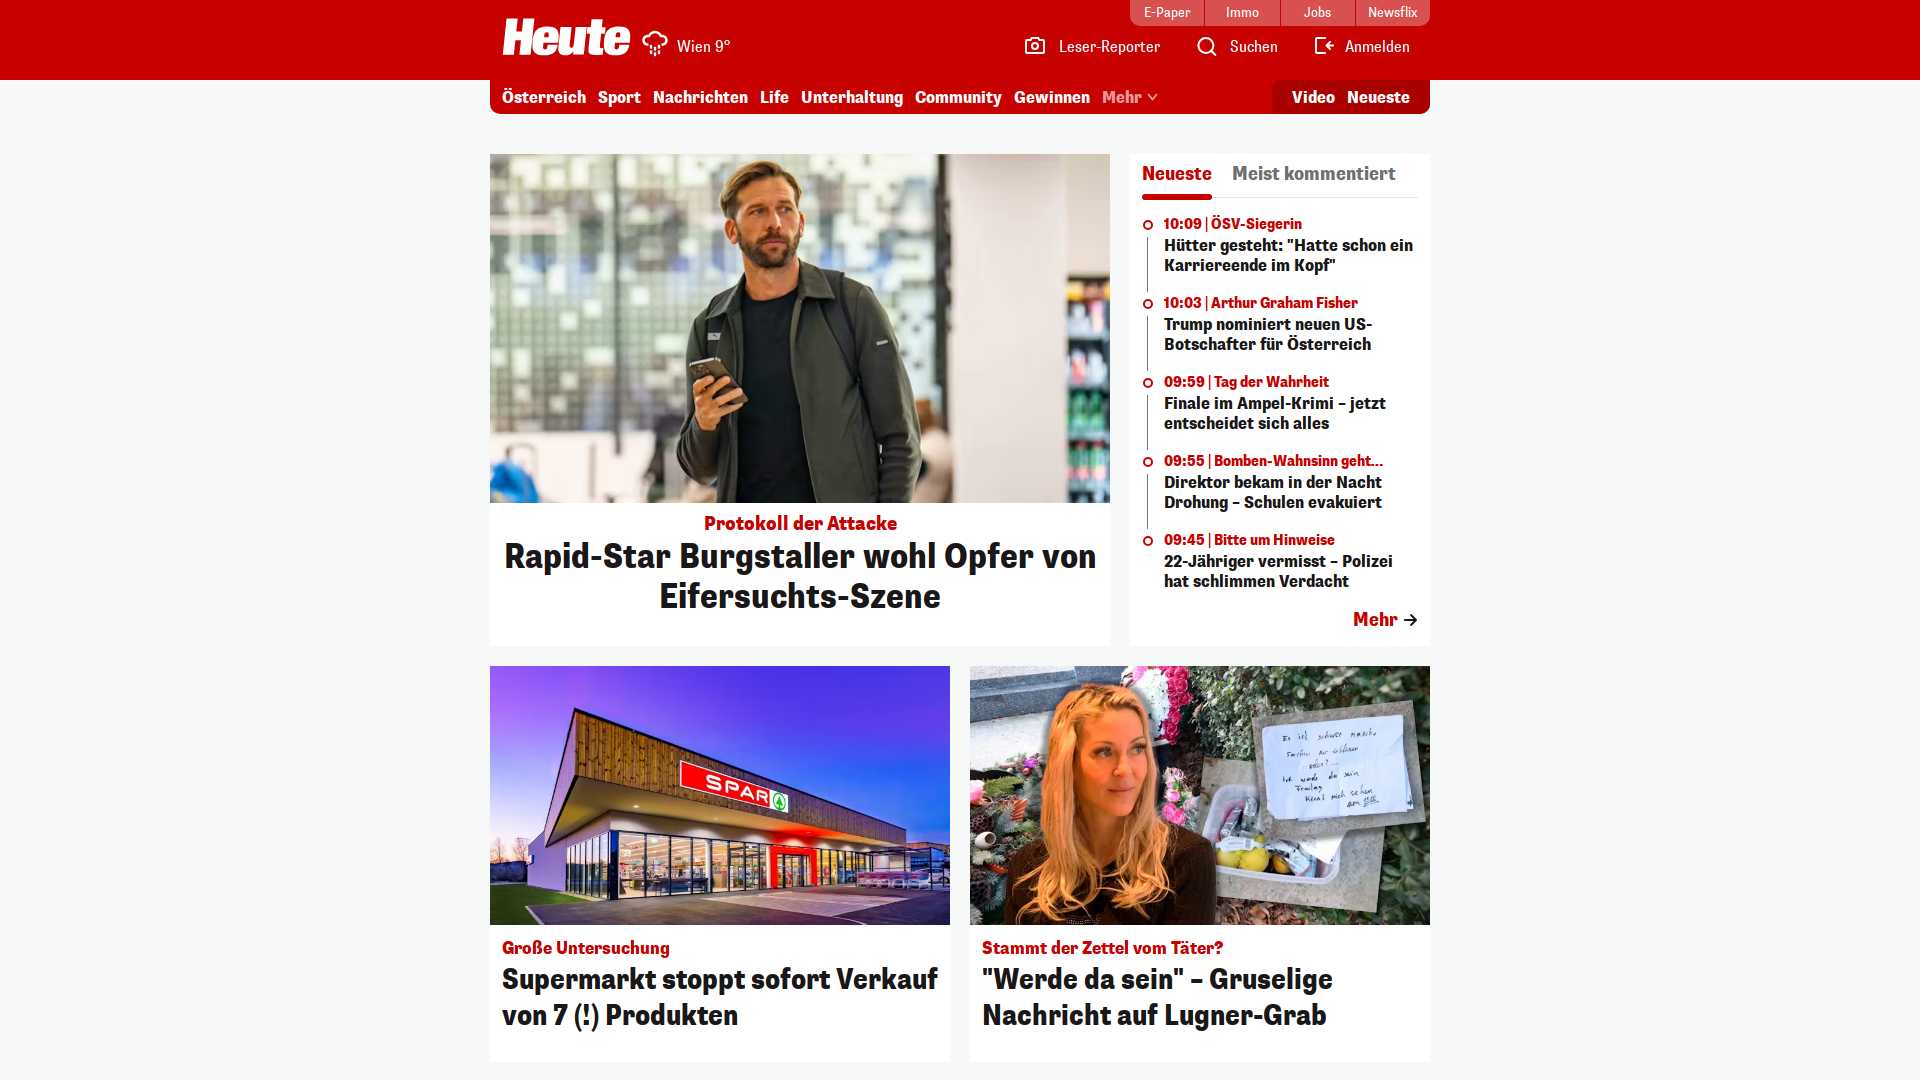 E-Paper
Immo
Jobs
Newsflix
Heute
Wien 9°
Leser-Reporter
Suchen
Anmelden
Österreich
Sport
Nachrichten
Life
Unterhaltung
Community
Gewinnen
Mehr
Video
Neueste
Neueste
Meist kommentiert
10:09 | ÖSV-Siegerin
Hütter gesteht: "Hatte schon ein
Karriereende im Kopf"
10:03 | Arthur Graham Fisher
Trump nominiert neuen US-
Botschafter für Österreich
09:59 | Tag der Wahrheit
Finale im Ampel-Krimi – jetzt
entscheidet sich alles
09:55 | Bomben-Wahnsinn geht...
Direktor bekam in der Nacht
Drohung – Schulen evakuiert
09:45 | Bitte um Hinweise
22-Jähriger vermisst – Polizei
hat schlimmen Verdacht
Mehr
Protokoll der Attacke
Rapid-Star Burgstaller wohl Opfer von
Eifersuchts-Szene
SPAR
Große Untersuchung
Supermarkt stoppt sofort Verkauf
von 7 (!) Produkten
Es ist
da sein
Stammt der Zettel vom Täter?
"Werde da sein" – Gruselige
Nachricht auf Lugner-Grab